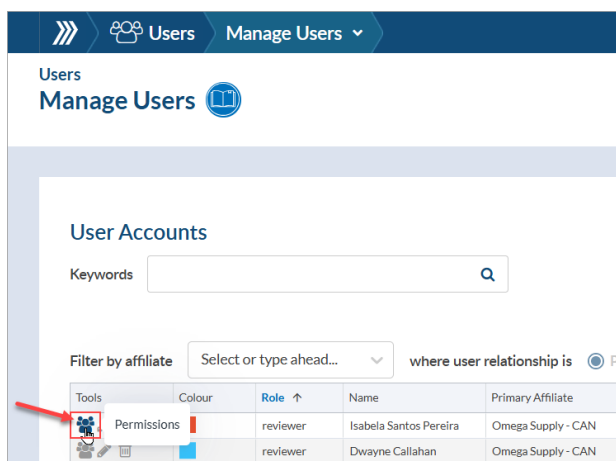 Users Manage Users
Users
Manage Users
User Accounts
Keywords
Filter by affiliate Select or type ahead... where user relationship is
Tools Colour Role ↑ Name Primary Affiliate
Permissions reviewer Isabela Santos Pereira Omega Supply - CAN
reviewer Dwayne Callahan Omega Supply - CAN